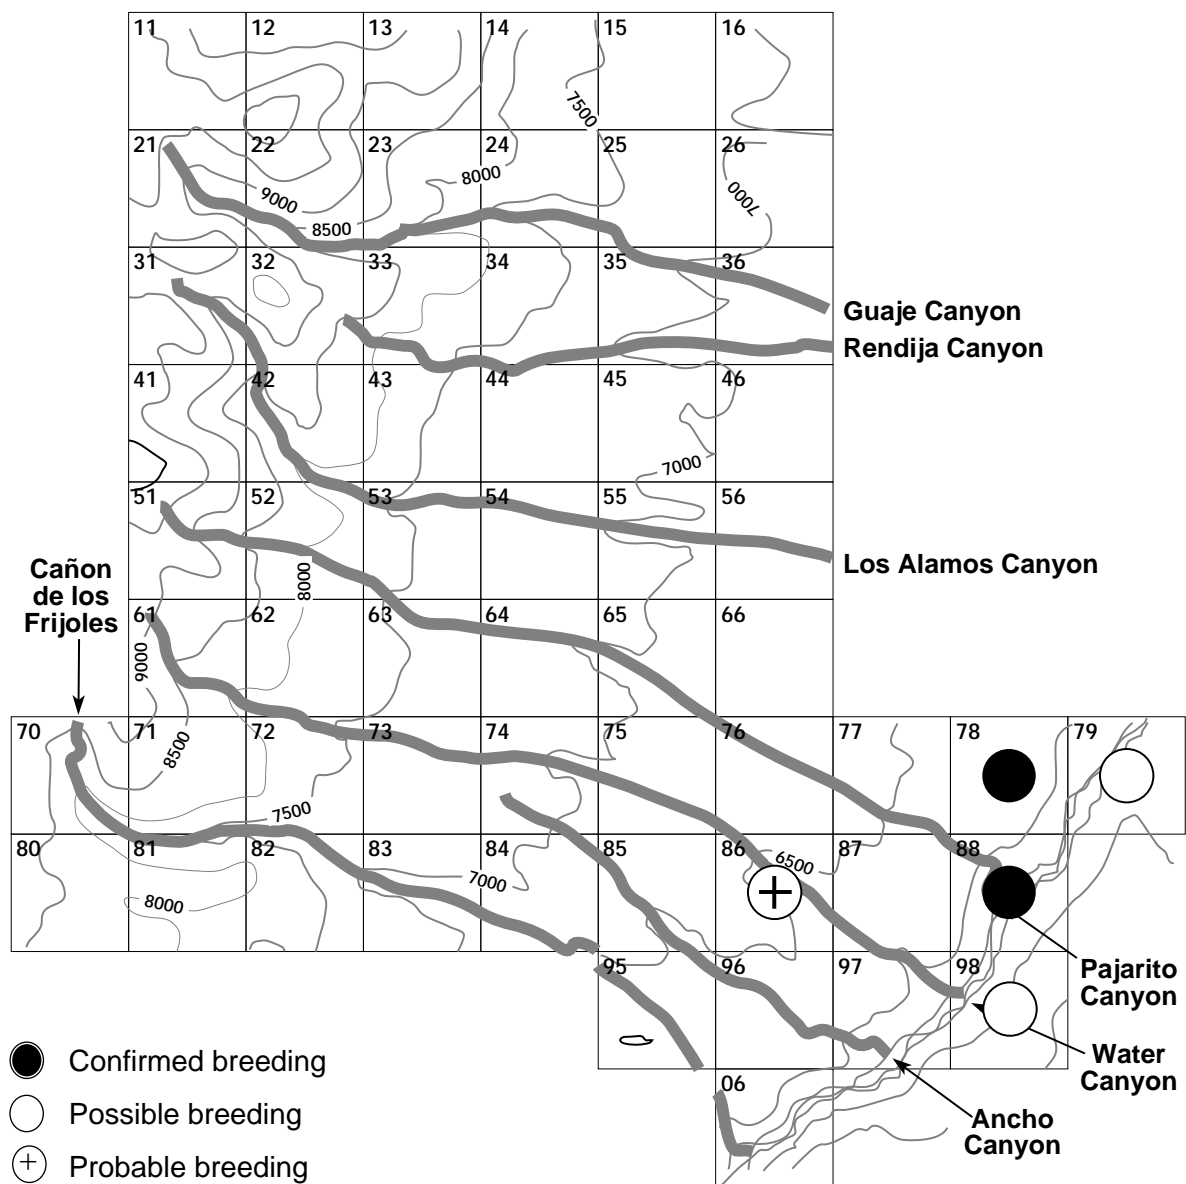 11 12 13 14 15 16
7500
21 22 23 24 25 26
8000
9000
7000
8500
31 32 33 34 35 36
Guaje Canyon
Rendija Canyon
41 42 43 44 45 46
7000
51 52 53 54 55 56
Los Alamos Canyon
Cañon
de los
Frijoles
8000
61 62 63 64 65 66
9000
70 71 72 73 74 75 76 77 78 79
8500
7500
80 81 82 83 84 85 86 87 88
6500
7000
8000
95 96 97 98
Pajarito
Canyon
Water
Canyon
06
Ancho
Canyon
Confirmed breeding
Possible breeding
Probable breeding